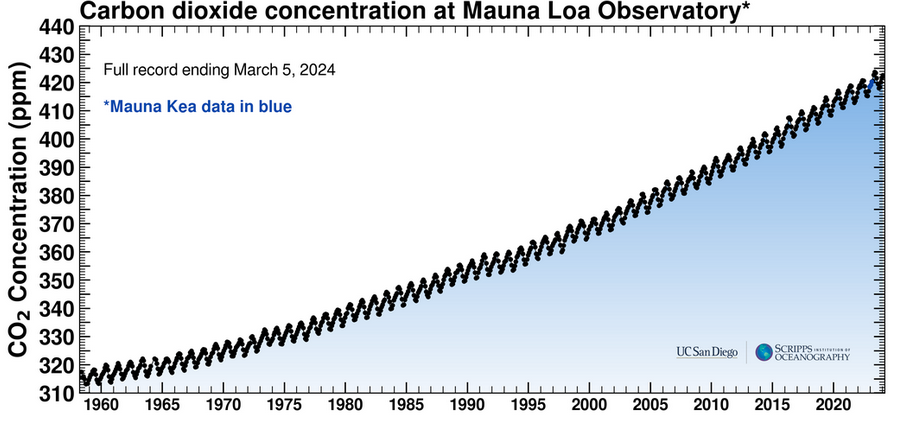 Carbon dioxide concentration at Mauna Loa Observatory*
Full record ending March 5, 2024
*Mauna Kea data in blue
CO2 Concentration (ppm)
440
430
420
410
400
390
380
370
360
350
340
330
320
310
UC San Diego
SCRIPPS INSTITUTION OF
OCEANOGRAPHY
1960 1965 1970 1975 1980 1985 1990 1995 2000 2005 2010 2015 2020